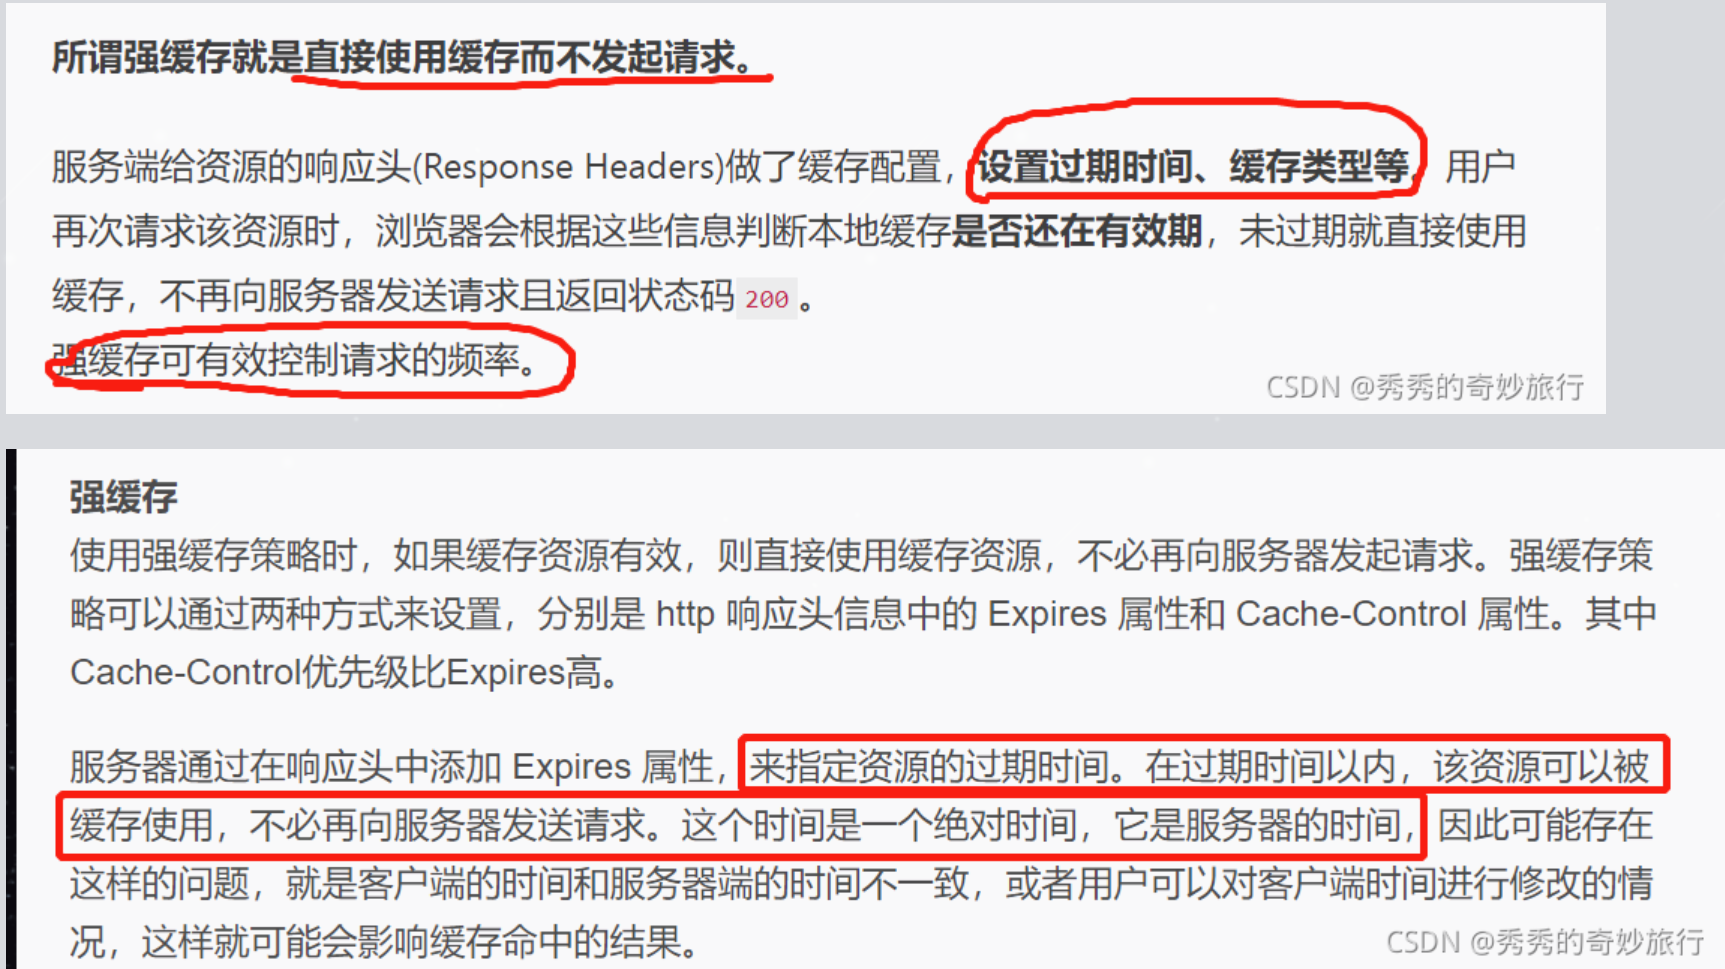 所谓强缓存就是直接使用缓存而不发起请求。
服务端给资源的响应头(Response Headers)做了缓存配置，设置过期时间、缓存类型等，用户
再次请求该资源时，浏览器会根据这些信息判断本地缓存是否还在有效期，未过期就直接使用
缓存，不再向服务器发送请求且返回状态码 200 。
强缓存可有效控制请求的频率。
CSDN @秀秀的奇妙旅行
强缓存
使用强缓存策略时，如果缓存资源有效，则直接使用缓存资源，不必再向服务器发起请求。强缓存策
略可以通过两种方式来设置，分别是 http 响应头信息中的 Expires 属性和 Cache-Control 属性。其中
Cache-Control优先级比Expires高。
服务器通过在响应头中添加 Expires 属性，来指定资源的过期时间。在过期时间以内，该资源可以被
缓存使用，不必再向服务器发送请求。这个时间是一个绝对时间，它是服务器的时间，因此可能存在
这样的问题，就是客户端的时间和服务器端的时间不一致，或者用户可以对客户端时间进行修改的情
况，这样就可能会影响缓存命中的结果。
CSDN @秀秀的奇妙旅行